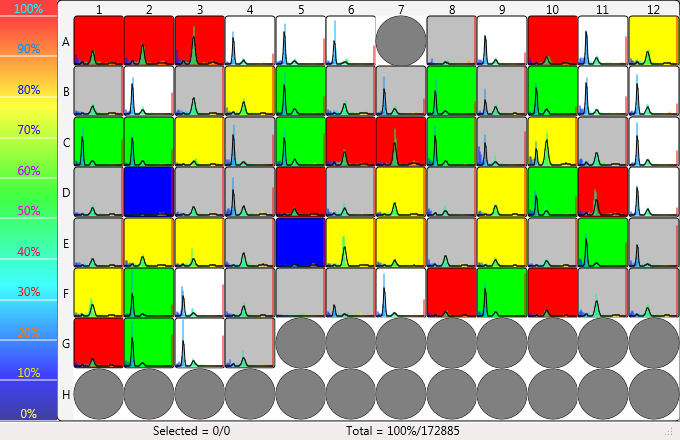 100%
90%
80%
70%
60%
50%
40%
30%
20%
10%
0%
1 2 3 4 5 6 7 8 9 10 11 12
A
B
C
D
E
F
G
H
Selected = 0/0 Total = 100%/172885